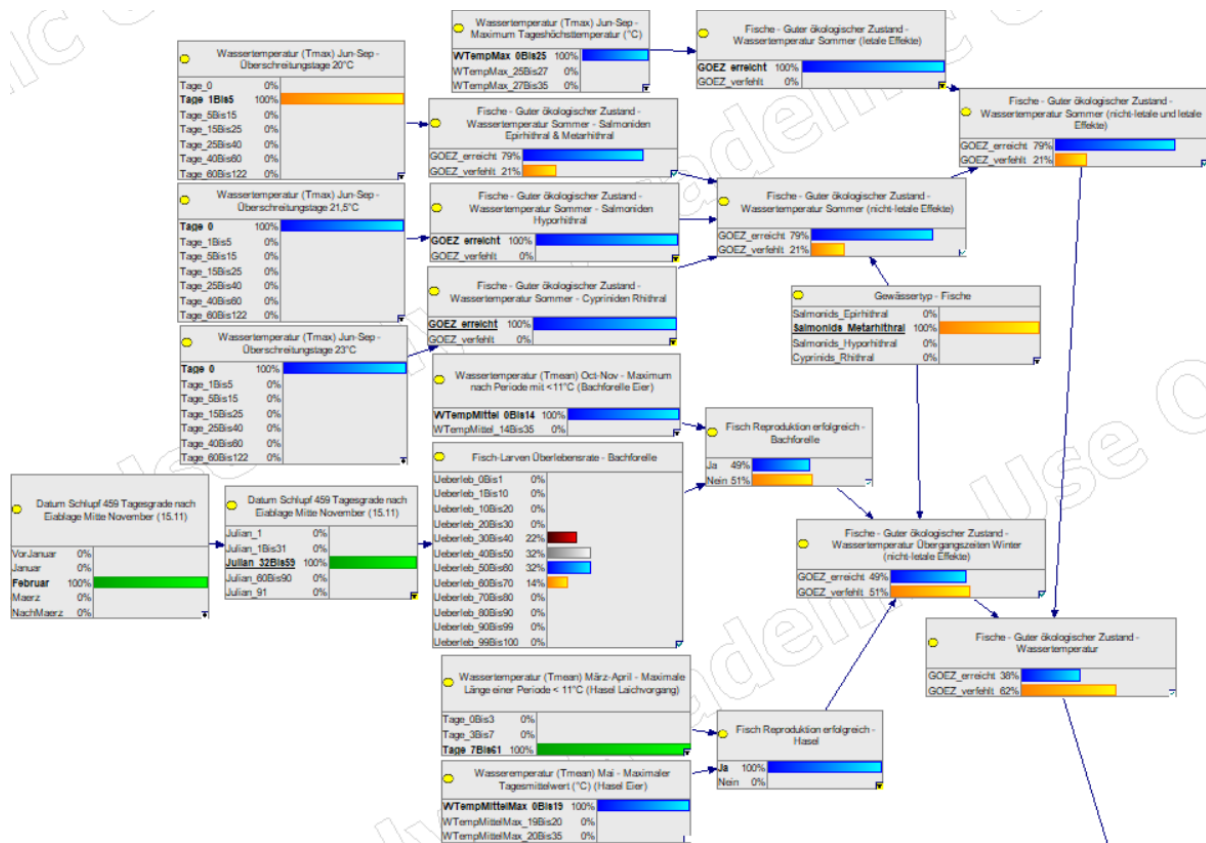 Wassertemperatur (Tmax) Jun-Sep -
Überschreitungstage 20°C
Tage_0 0%
Tage_1Bis5 100%
Tage_5Bis15 0%
Tage_15Bis25 0%
Tage_25Bis40 0%
Tage_40Bis60 0%
Tage_60Bis122 0%
Wassertemperatur (Tmax) Jun-Sep -
Maximum Tageshöchsttemperatur (°C)
WTempMax_0Bis25 100%
WTempMax_25Bis27 0%
WTempMax_27Bis35 0%
Fische - Guter ökologischer Zustand -
Wassertemperatur Sommer (letale Effekte)
GOEZ_erreicht 100%
GOEZ_verfehlt 0%
Fische - Guter ökologischer Zustand -
Wassertemperatur Sommer - Salmoniden
Epirhithral & Metarhithral
GOEZ_erreicht 79%
GOEZ_verfehlt 21%
Fische - Guter ökologischer Zustand -
Wassertemperatur Sommer (nicht-letale und letale
Effekte)
GOEZ_erreicht 79%
GOEZ_verfehlt 21%
Wassertemperatur (Tmax) Jun-Sep -
Überschreitungstage 21,5°C
Tage_0 100%
Tage_1Bis5 0%
Tage_5Bis15 0%
Tage_15Bis25 0%
Tage_25Bis40 0%
Tage_40Bis60 0%
Tage_60Bis122 0%
Fische - Guter ökologischer Zustand -
Wassertemperatur Sommer - Salmoniden
Hyporhithral
GOEZ_erreicht 100%
GOEZ_verfehlt 0%
Fische - Guter ökologischer Zustand -
Wassertemperatur Sommer (nicht-letale Effekte)
GOEZ_erreicht 79%
GOEZ_verfehlt 21%
Fische - Guter ökologischer Zustand -
Wassertemperatur Sommer - Cypriniden Rhithral
GOEZ_erreicht 100%
GOEZ_verfehlt 0%
Gewässertyp - Fische
Salmonids_Epirhithral 0%
Salmonids_Metarhithral 100%
Salmonids_Hyporhithral 0%
Cyprinids_Rhithral 0%
Wassertemperatur (Tmax) Jun-Sep -
Überschreitungstage 23°C
Tage_0 100%
Tage_1Bis5 0%
Tage_5Bis15 0%
Tage_15Bis25 0%
Tage_25Bis40 0%
Tage_40Bis60 0%
Tage_60Bis122 0%
Wassertemperatur (Tmean) Oct-Nov - Maximum
nach Periode mit <11°C (Bachforelle Eier)
WTempMittel_0Bis14 100%
WTempMittel_14Bis35 0%
Fisch Reproduktion erfolgreich -
Bachforelle
Ja 49%
Nein 51%
Fisch-Larven Überlebensrate - Bachforelle
Ueberleb_0Bis1 0%
Ueberleb_1Bis10 0%
Ueberleb_10Bis20 0%
Ueberleb_20Bis30 0%
Ueberleb_30Bis40 22%
Ueberleb_40Bis50 32%
Ueberleb_50Bis60 32%
Ueberleb_60Bis70 14%
Ueberleb_70Bis80 0%
Ueberleb_80Bis90 0%
Ueberleb_90Bis99 0%
Ueberleb_99Bis100 0%
Datum Schlupf 459 Tagesgrade nach
Eiablage Mitte November (15.11)
VorJanuar 0%
Januar 0%
Februar 100%
Maerz 0%
NachMaerz 0%
Datum Schlupf 459 Tagesgrade nach
Eiablage Mitte November (15.11)
Julian_1 0%
Julian_1Bis31 0%
Julian_32Bis59 100%
Julian_60Bis90 0%
Julian_91 0%
Fische - Guter ökologischer Zustand -
Wassertemperatur Übergangszeiten Winter
(nicht-letale Effekte)
GOEZ_erreicht 49%
GOEZ_verfehlt 51%
Fische - Guter ökologischer Zustand -
Wassertemperatur
GOEZ_erreicht 38%
GOEZ_verfehlt 62%
Wassertemperatur (Tmean) März-April - Maximale
Länge einer Periode < 11°C (Hasel Laichvorgang)
Tage_0Bis3 0%
Tage_3Bis7 0%
Tage_7Bis61 100%
Fisch Reproduktion erfolgreich -
Hasel
Ja 100%
Nein 0%
Wasseremperatur (Tmean) Mai - Maximaler
Tagesmittelwert (°C) (Hasel Eier)
WTempMittelMax_0Bis19 100%
WTempMittelMax_19Bis20 0%
WTempMittelMax_20Bis35 0%